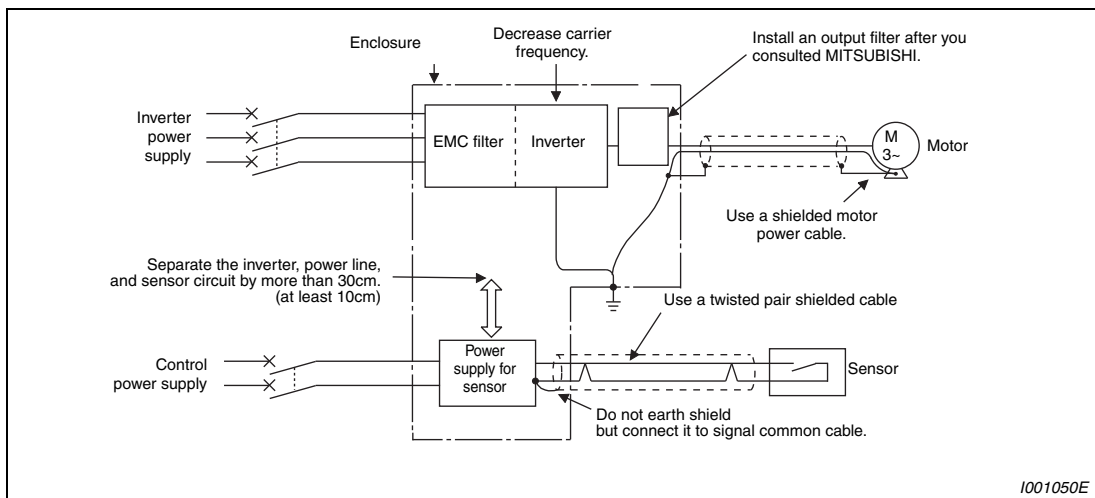 Enclosure
Decrease carrier
frequency.
Install an output filter after you
consulted MITSUBISHI.
Inverter
power
supply
EMC filter
Inverter
M
3~
Motor
Use a shielded motor
power cable.
Separate the inverter, power line,
and sensor circuit by more than 30cm.
(at least 10cm)
Use a twisted pair shielded cable
Control
power supply
Power
supply for
sensor
Sensor
Do not earth shield
but connect it to signal common cable.
I001050E